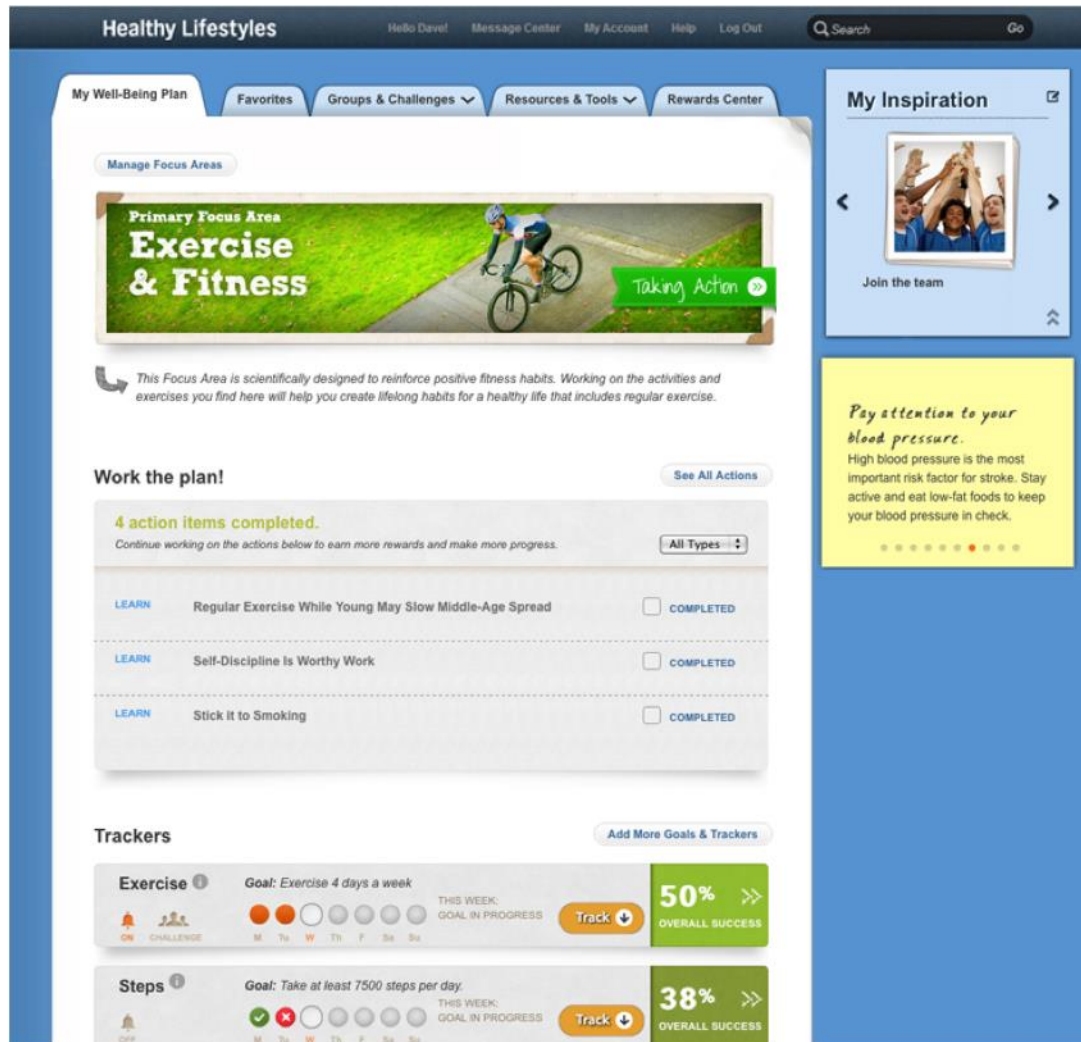 Healthy Lifestyles
Hello Dave! Message Center My Account Help Log Out
Search Go
My Well-Being Plan Favorites Groups & Challenges Resources & Tools Rewards Center
Manage Focus Areas
Primary Focus Area
Exercise
& Fitness
Taking Action
This Focus Area is scientifically designed to reinforce positive fitness habits. Working on the activities and
exercises you find here will help you create lifelong habits for a healthy life that includes regular exercise.
Work the plan!
See All Actions
4 action items completed.
Continue working on the actions below to earn more rewards and make more progress.
All Types
LEARN Regular Exercise While Young May Slow Middle-Age Spread COMPLETED
LEARN Self-Discipline Is Worthy Work COMPLETED
LEARN Stick it to Smoking COMPLETED
Trackers
Add More Goals & Trackers
Exercise
Goal: Exercise 4 days a week
ON CHALLENGE
M Tu W Th F Sa Su
THIS WEEK:
GOAL IN PROGRESS
Track
50%
OVERALL SUCCESS
Steps
Goal: Take at least 7500 steps per day.
OFF
M Tu W Th F Sa Su
THIS WEEK:
GOAL IN PROGRESS
Track
38%
OVERALL SUCCESS
My Inspiration
Join the team
Pay attention to your
blood pressure.
High blood pressure is the most
important risk factor for stroke. Stay
active and eat low-fat foods to keep
your blood pressure in check.